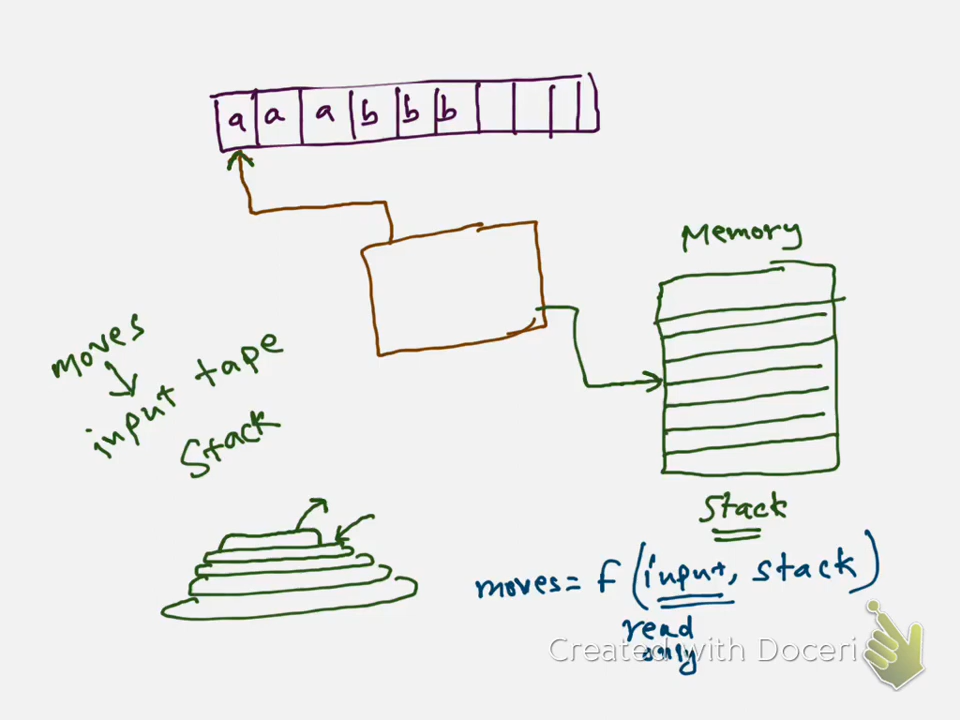 a a a b b b
Memory
moves
input tape
Stack
Stack
moves = f (input, stack)
read
only
Created with Doceri